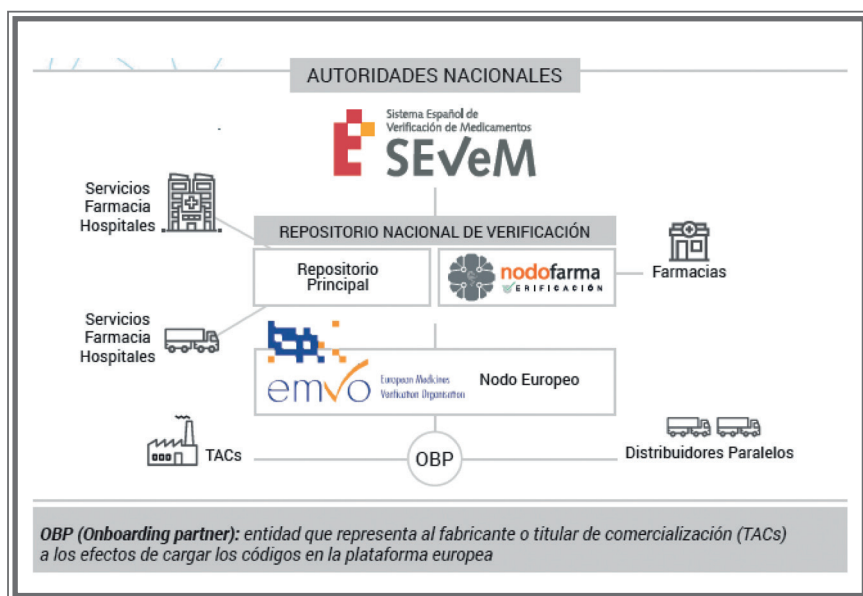 AUTORIDADES NACIONALES
Sistema Español de
Verificación de Medicamentos
SEVeM
Servicios
Farmacia
Hospitales
REPOSITORIO NACIONAL DE VERIFICACIÓN
Repositorio
Principal
nodofarma
VERIFICACIÓN
Farmacias
Servicios
Farmacia
Hospitales
emvo
European Medicines
Verification Organisation
Nodo Europeo
TACs
OBP
Distribuidores Paralelos
OBP (Onboarding partner): entidad que representa al fabricante o titular de comercialización (TACs)
a los efectos de cargar los códigos en la plataforma europea